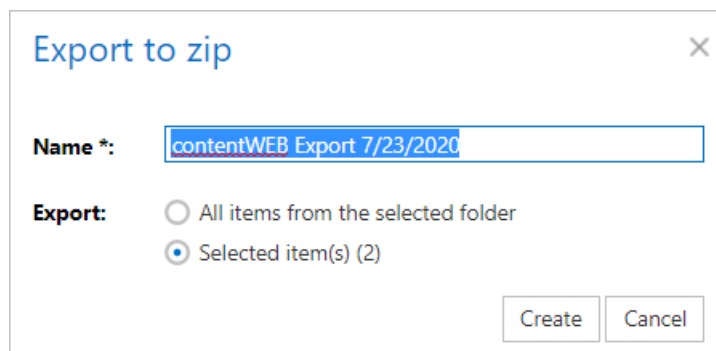 Export to zip
Name *: contentWEB Export 7/23/2020
Export: All items from the selected folder
Selected item(s) (2)
Create Cancel